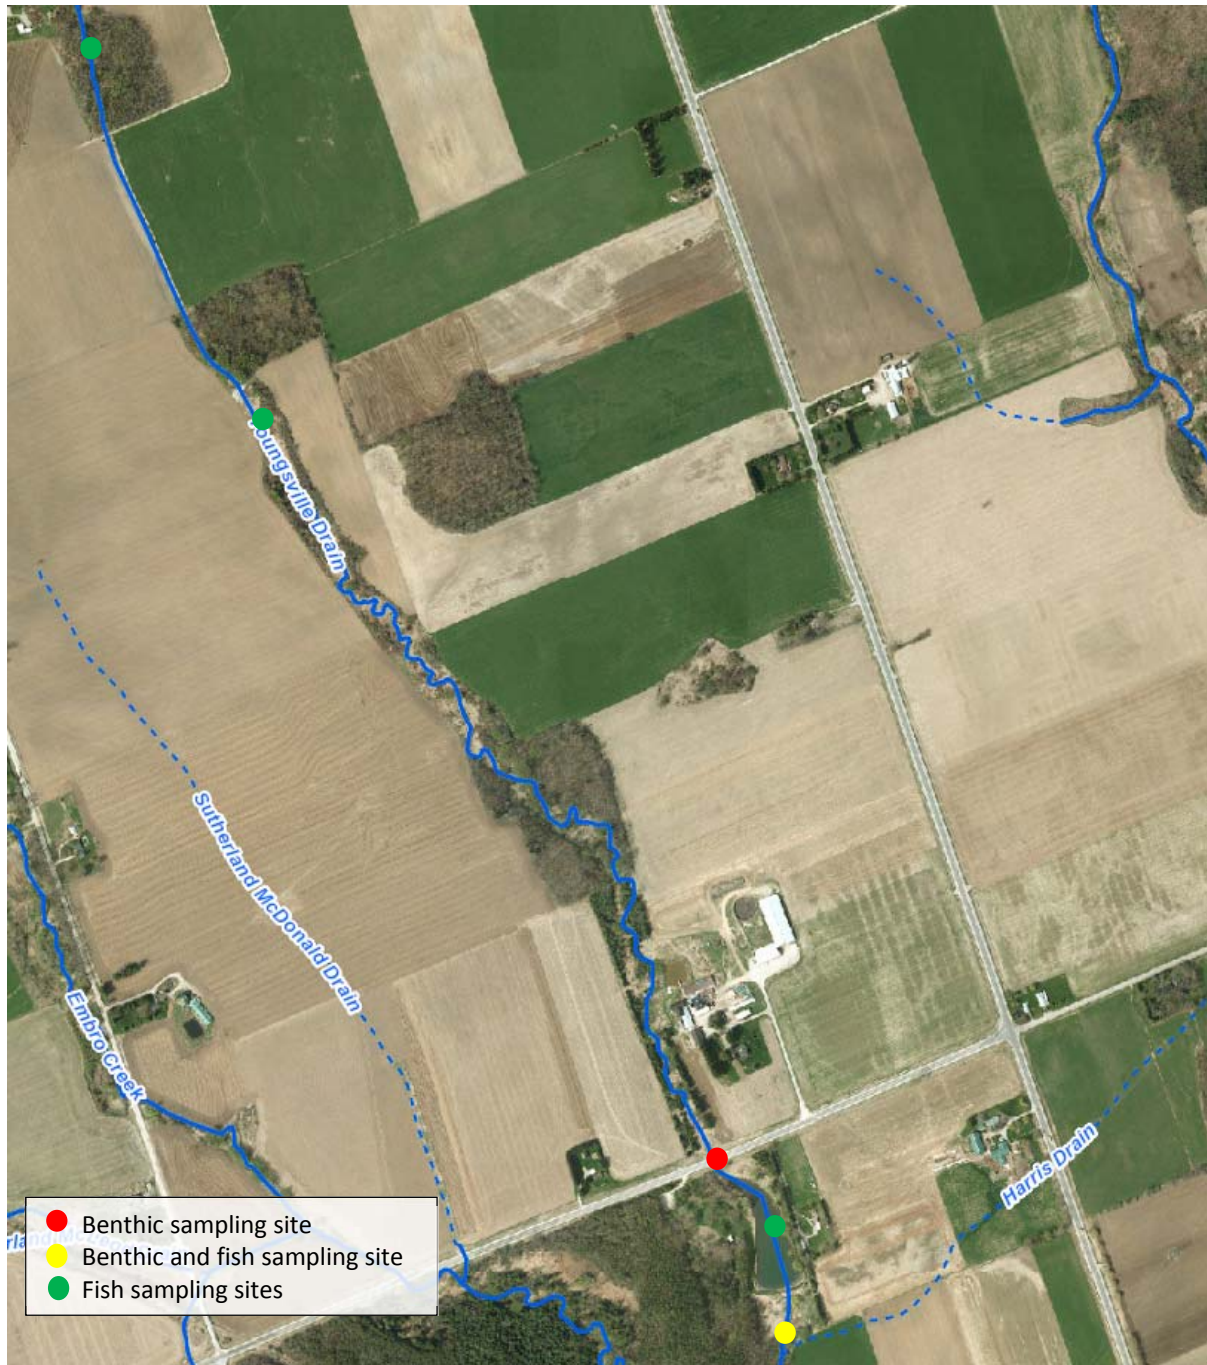 Youngsville Drain
Sutherland McDonald Drain
Embro Creek
Harris Drain
Benthic sampling site
Benthic and fish sampling site
Fish sampling sites